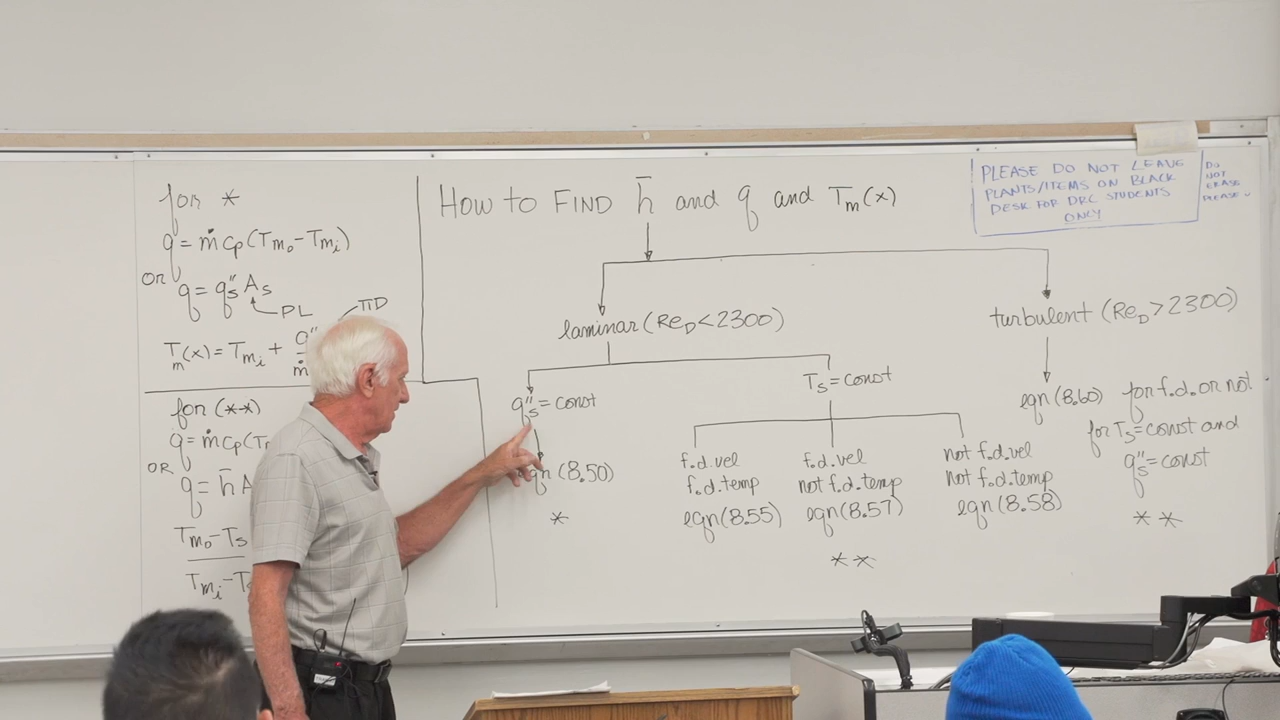 for *
q = ṁcp(Tmo - Tmi)
OR
q = q"s As
PL
πD
Tm(x) = Tmi +
for (**)
q = ṁcp(T
OR
q = h̄A
Tmo - Ts
Tmi - T
HOW TO FIND h̄ and q and Tm(x)
laminar (ReD < 2300)
q"s = const
eqn (8.50)
*
Ts = const
f.d.vel
f.d.temp
eqn(8.55)
f.d.vel
not f.d.temp
eqn(8.57)
**
not f.d.vel
not f.d.temp
eqn (8.58)
turbulent (ReD > 2300)
eqn (8.60) for f.d. or not
for Ts = const and
q"s = const
**
PLEASE DO NOT LEAVE
PLANTS/ITEMS ON BLACK
DESK FOR DRC STUDENTS
ONLY
DO
NOT
ERASE
PLEASE